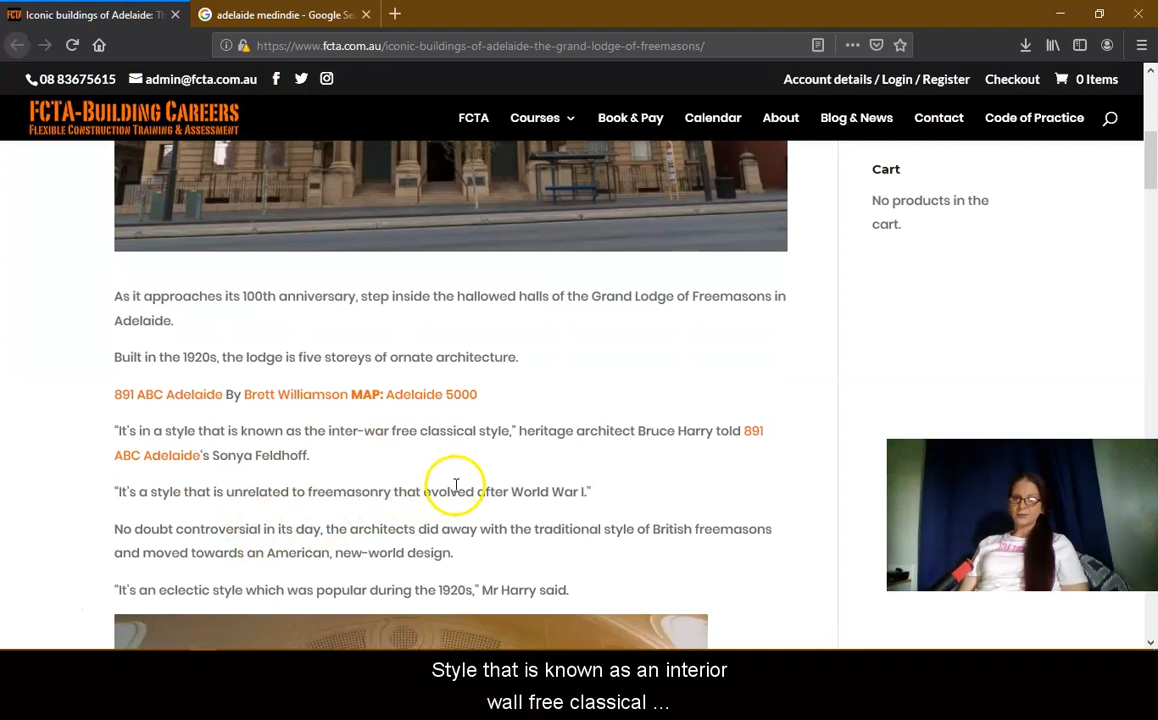 Iconic buildings of Adelaide: Th
adelaide medindie - Google Se
https://www.fcta.com.au/iconic-buildings-of-adelaide-the-grand-lodge-of-freemasons/
08 83675615 admin@fcta.com.au Account details / Login / Register Checkout 0 Items
FCTA-BUILDING CAREERS
FLEXIBLE CONSTRUCTION TRAINING & ASSESSMENT
FCTA Courses Book & Pay Calendar About Blog & News Contact Code of Practice
Cart
No products in the
cart.
As it approaches its 100th anniversary, step inside the hallowed halls of the Grand Lodge of Freemasons in
Adelaide.
Built in the 1920s, the lodge is five storeys of ornate architecture.
891 ABC Adelaide By Brett Williamson MAP: Adelaide 5000
“It’s in a style that is known as the inter-war free classical style,” heritage architect Bruce Harry told 891
ABC Adelaide’s Sonya Feldhoff.
“It’s a style that is unrelated to freemasonry that evolved after World War I.”
No doubt controversial in its day, the architects did away with the traditional style of British freemasons
and moved towards an American, new-world design.
“It’s an eclectic style which was popular during the 1920s,” Mr Harry said.
Style that is known as an interior
wall free classical ...